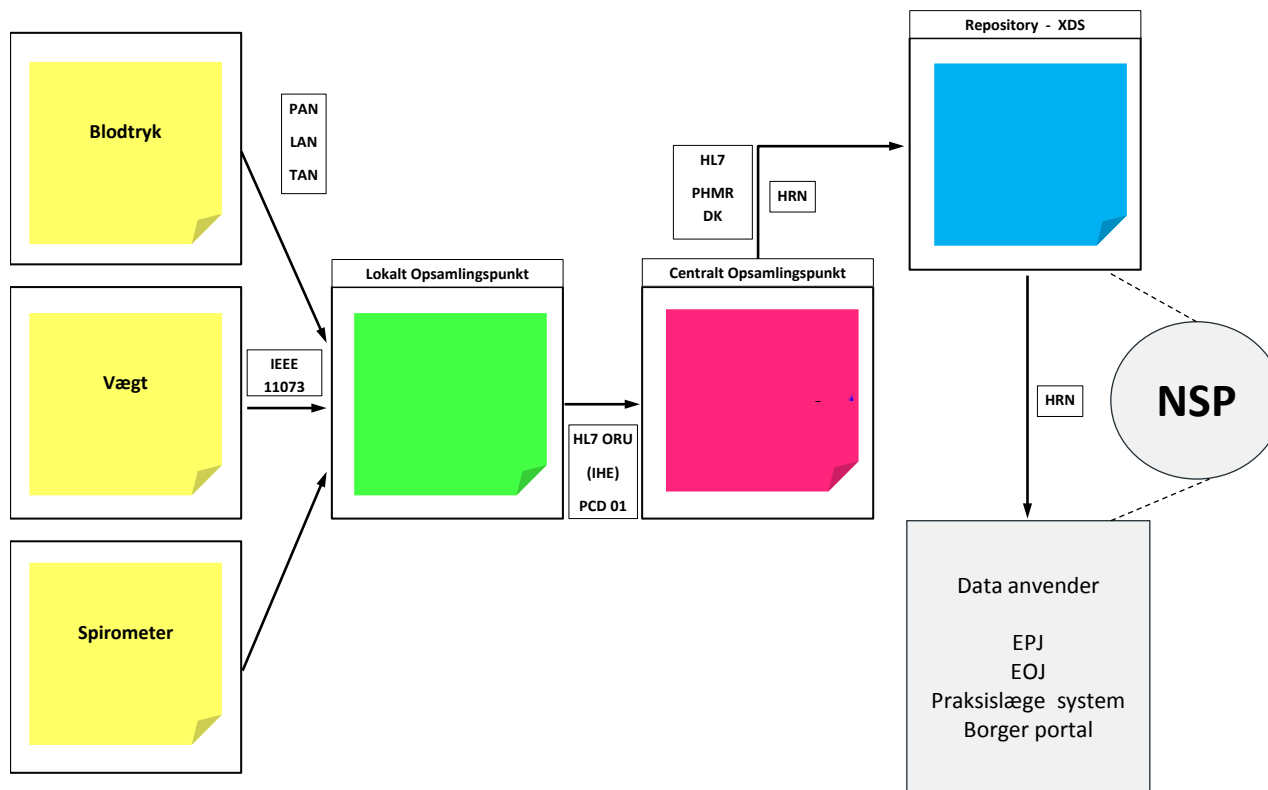 Blodtryk
Vægt
Spirometer
PAN
LAN
TAN
IEEE
11073
Lokalt Opsamlingspunkt
HL7 ORU
(IHE)
PCD 01
Centralt Opsamlingspunkt
HL7
PHMR
DK
HRN
Repository - XDS
HRN
NSP
Data anvender
EPJ
EOJ
Praksislæge system
Borger portal